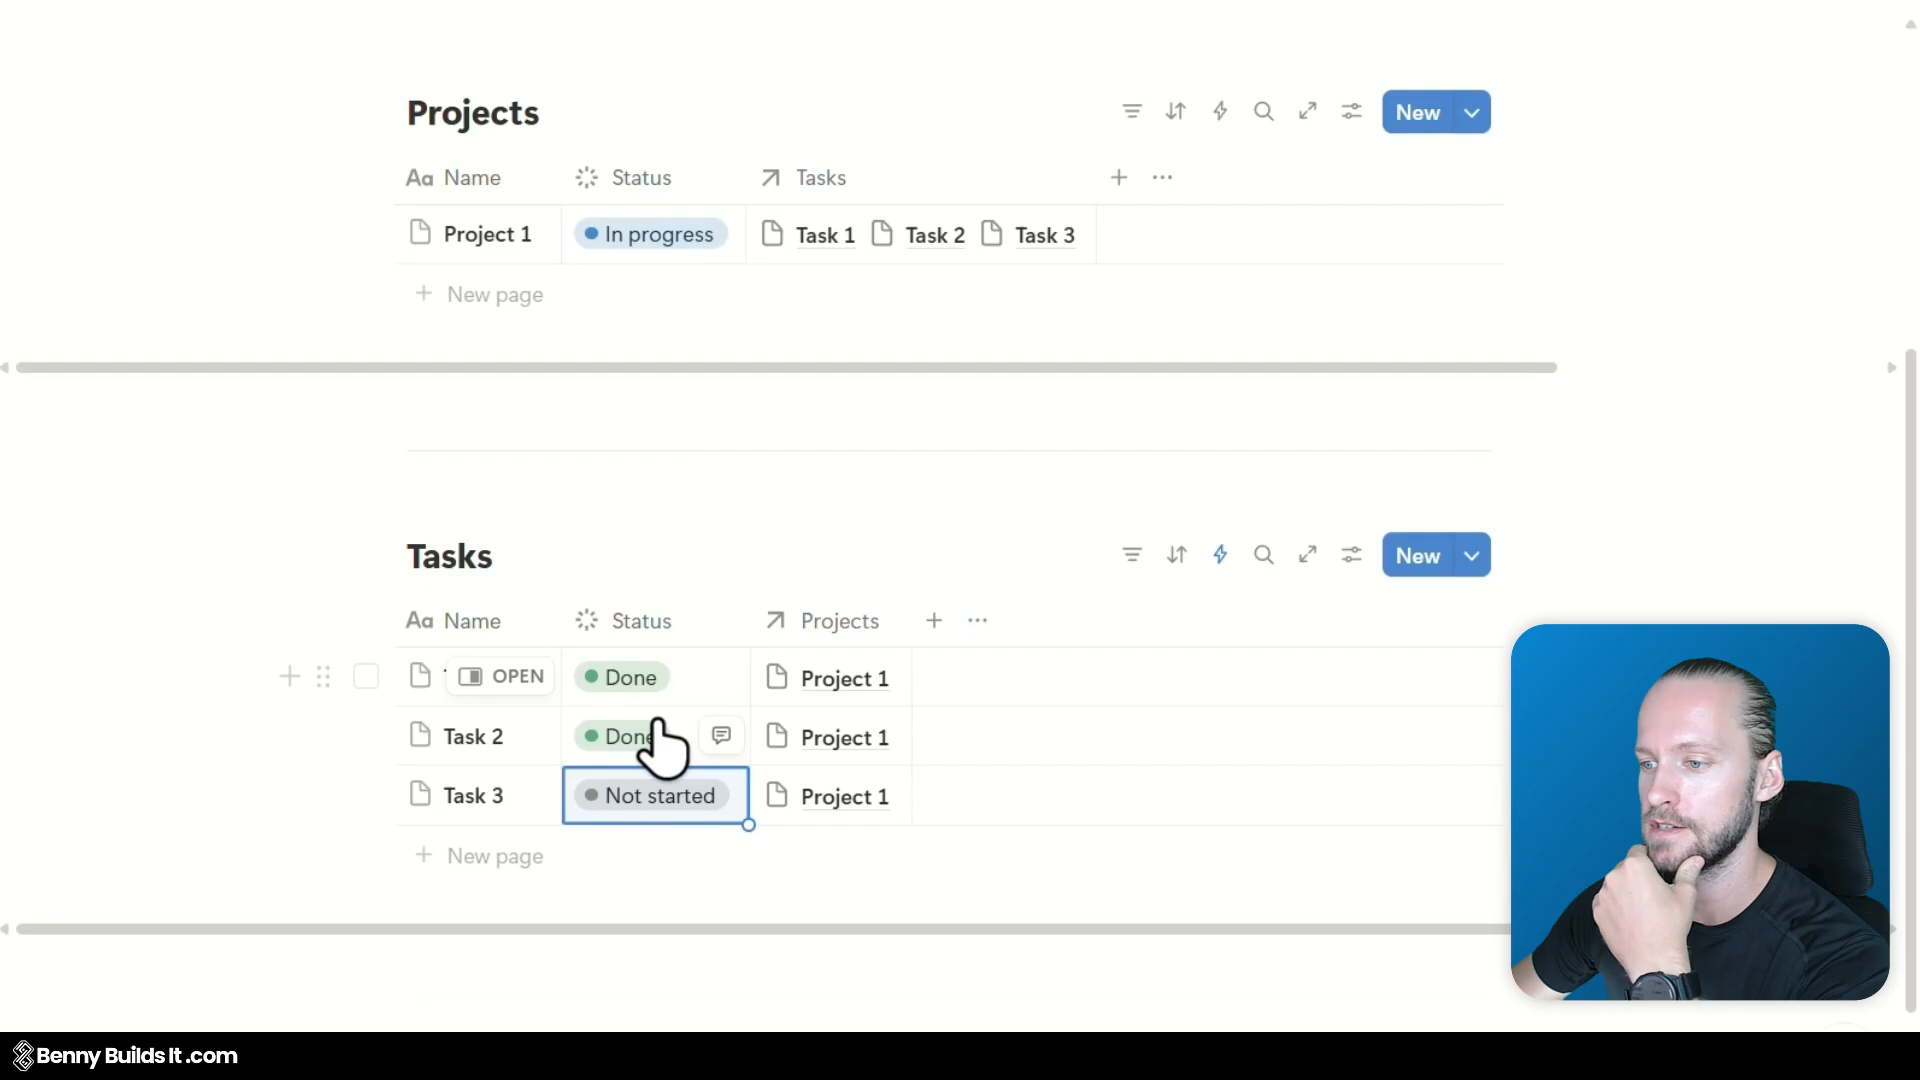 Projects
New
Aa Name Status Tasks
Project 1 In progress Task 1 Task 2 Task 3
New page
Tasks
New
Aa Name Status Projects
OPEN Done Project 1
Task 2 Done Project 1
Task 3 Not started Project 1
New page
Benny Builds It .com